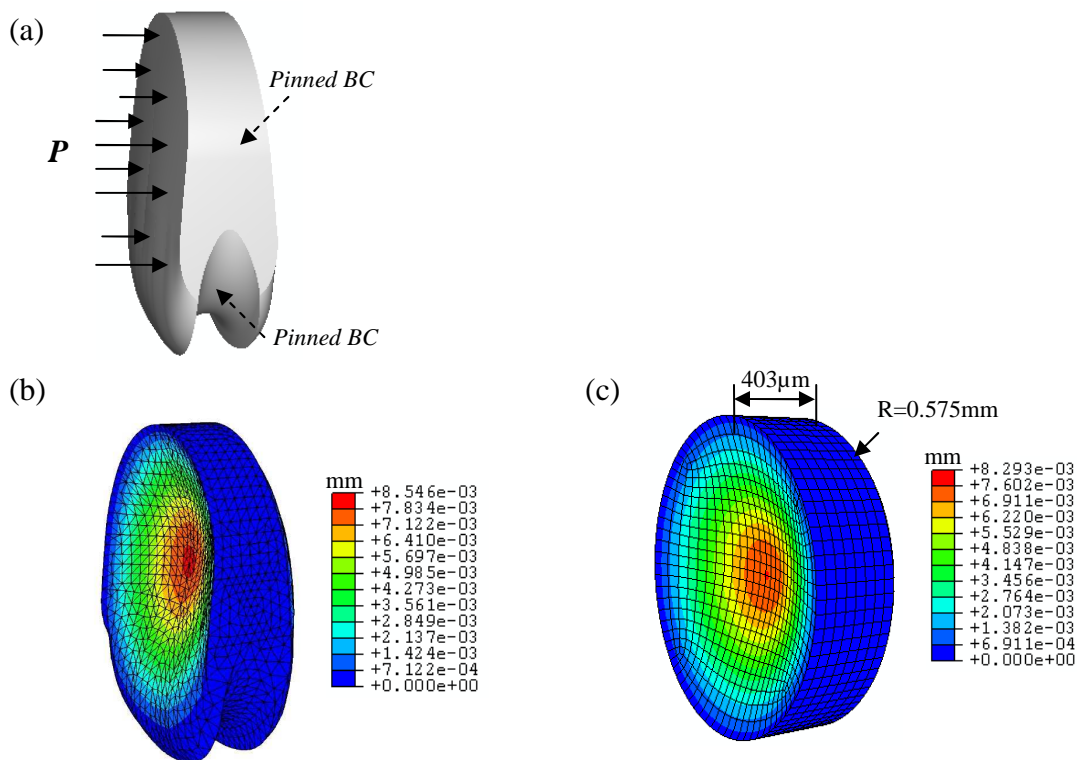 (a)
Pinned BC
P
Pinned BC
(b)
mm
+8.546e-03
+7.834e-03
+7.122e-03
+6.410e-03
+5.697e-03
+4.985e-03
+4.273e-03
+3.561e-03
+2.849e-03
+2.137e-03
+1.424e-03
+7.122e-04
+0.000e+00
(c)
403µm
R=0.575mm
mm
+8.293e-03
+7.602e-03
+6.911e-03
+6.220e-03
+5.529e-03
+4.838e-03
+4.147e-03
+3.456e-03
+2.764e-03
+2.073e-03
+1.382e-03
+6.911e-04
+0.000e+00